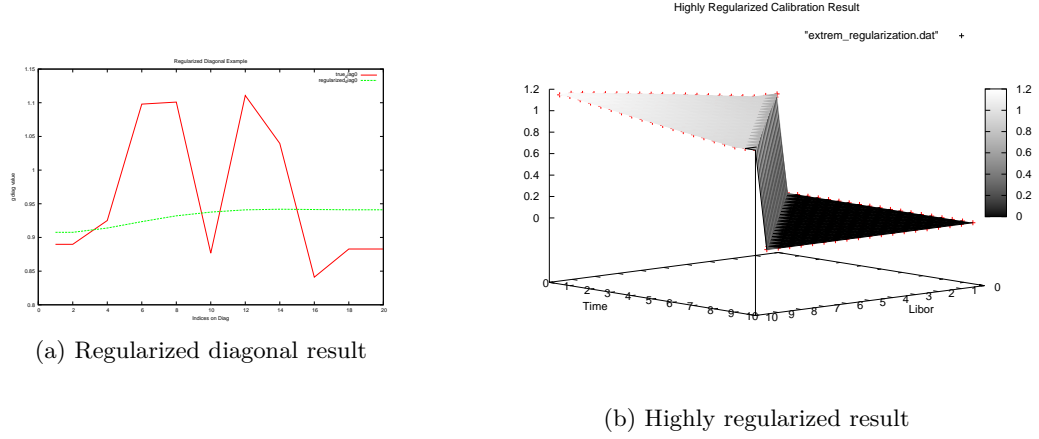 Regularized Diagonal Example
true_diag0
regularized_diag0
1.15
1.1
1.05
1
0.95
0.9
0.85
0.8
g diag value
0 2 4 6 8 10 12 14 16 18 20
Indices on Diag
(a) Regularized diagonal result
Highly Regularized Calibration Result
"extrem_regularization.dat"
1.2
1
0.8
0.6
0.4
0.2
0
1.2
1
0.8
0.6
0.4
0.2
0
0 1 2 3 4 5 6 7 8 9 10
Time
10 9 8 7 6 5 4 3 2 1 0
Libor
(b) Highly regularized result